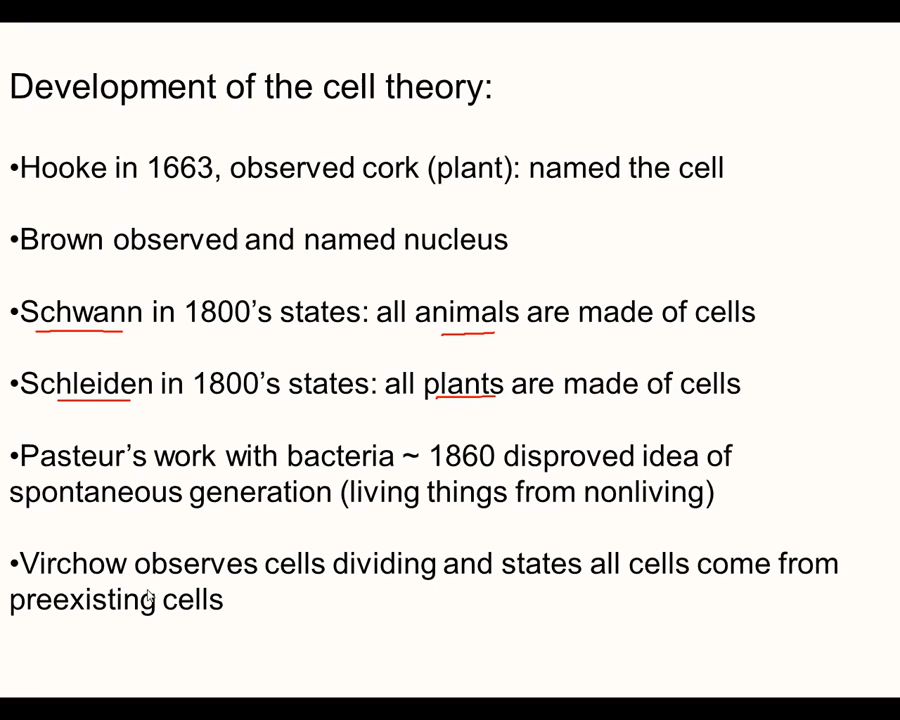 Development of the cell theory:
•Hooke in 1663, observed cork (plant): named the cell
•Brown observed and named nucleus
•Schwann in 1800's states: all animals are made of cells
•Schleiden in 1800's states: all plants are made of cells
•Pasteur's work with bacteria ~ 1860 disproved idea of
spontaneous generation (living things from nonliving)
•Virchow observes cells dividing and states all cells come from
preexisting cells